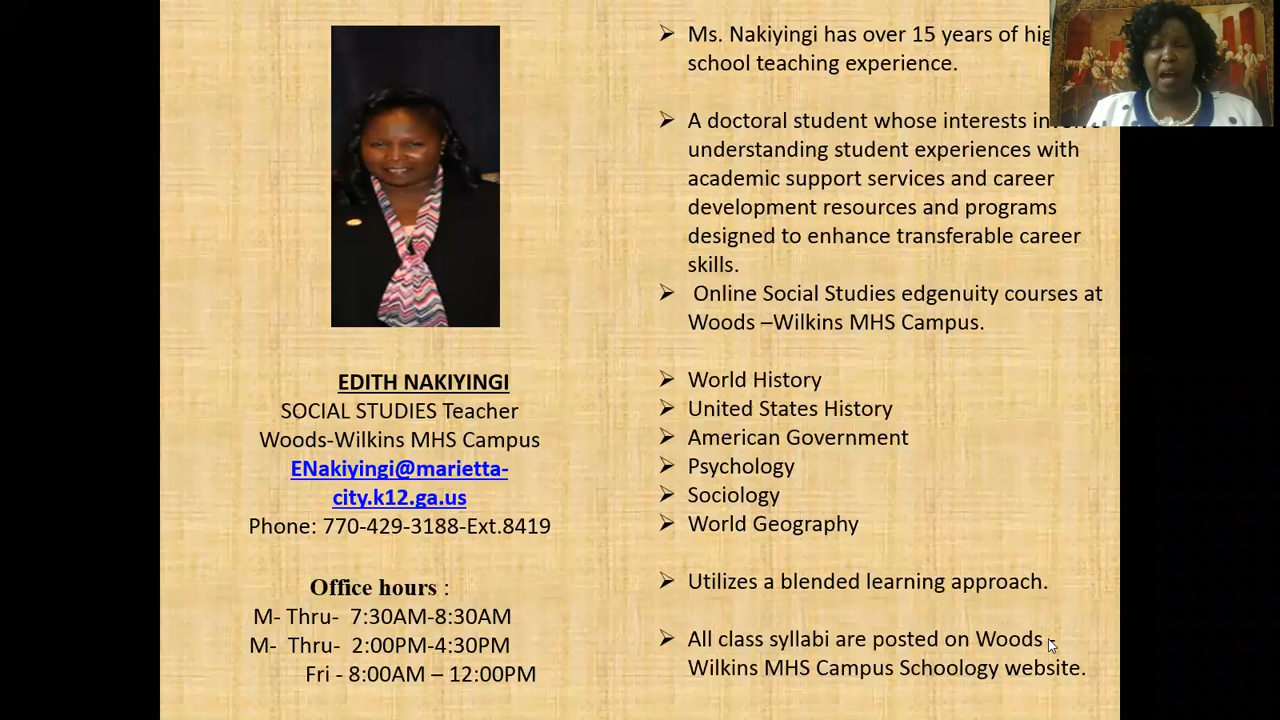 EDITH NAKIYINGI
SOCIAL STUDIES Teacher
Woods-Wilkins MHS Campus
ENakiyingi@marietta-
city.k12.ga.us
Phone: 770-429-3188-Ext.8419
Office hours :
M- Thru-  7:30AM-8:30AM
M-  Thru-  2:00PM-4:30PM
Fri - 8:00AM – 12:00PM
➢ Ms. Nakiyingi has over 15 years of
school teaching experience.
➢ A doctoral student whose interests
understanding student experiences with
academic support services and career
development resources and programs
designed to enhance transferable career
skills.
➢ Online Social Studies edgenuity courses at
Woods –Wilkins MHS Campus.
➢ World History
➢ United States History
➢ American Government
➢ Psychology
➢ Sociology
➢ World Geography
➢ Utilizes a blended learning approach.
➢ All class syllabi are posted on Woods -
Wilkins MHS Campus Schoology website.